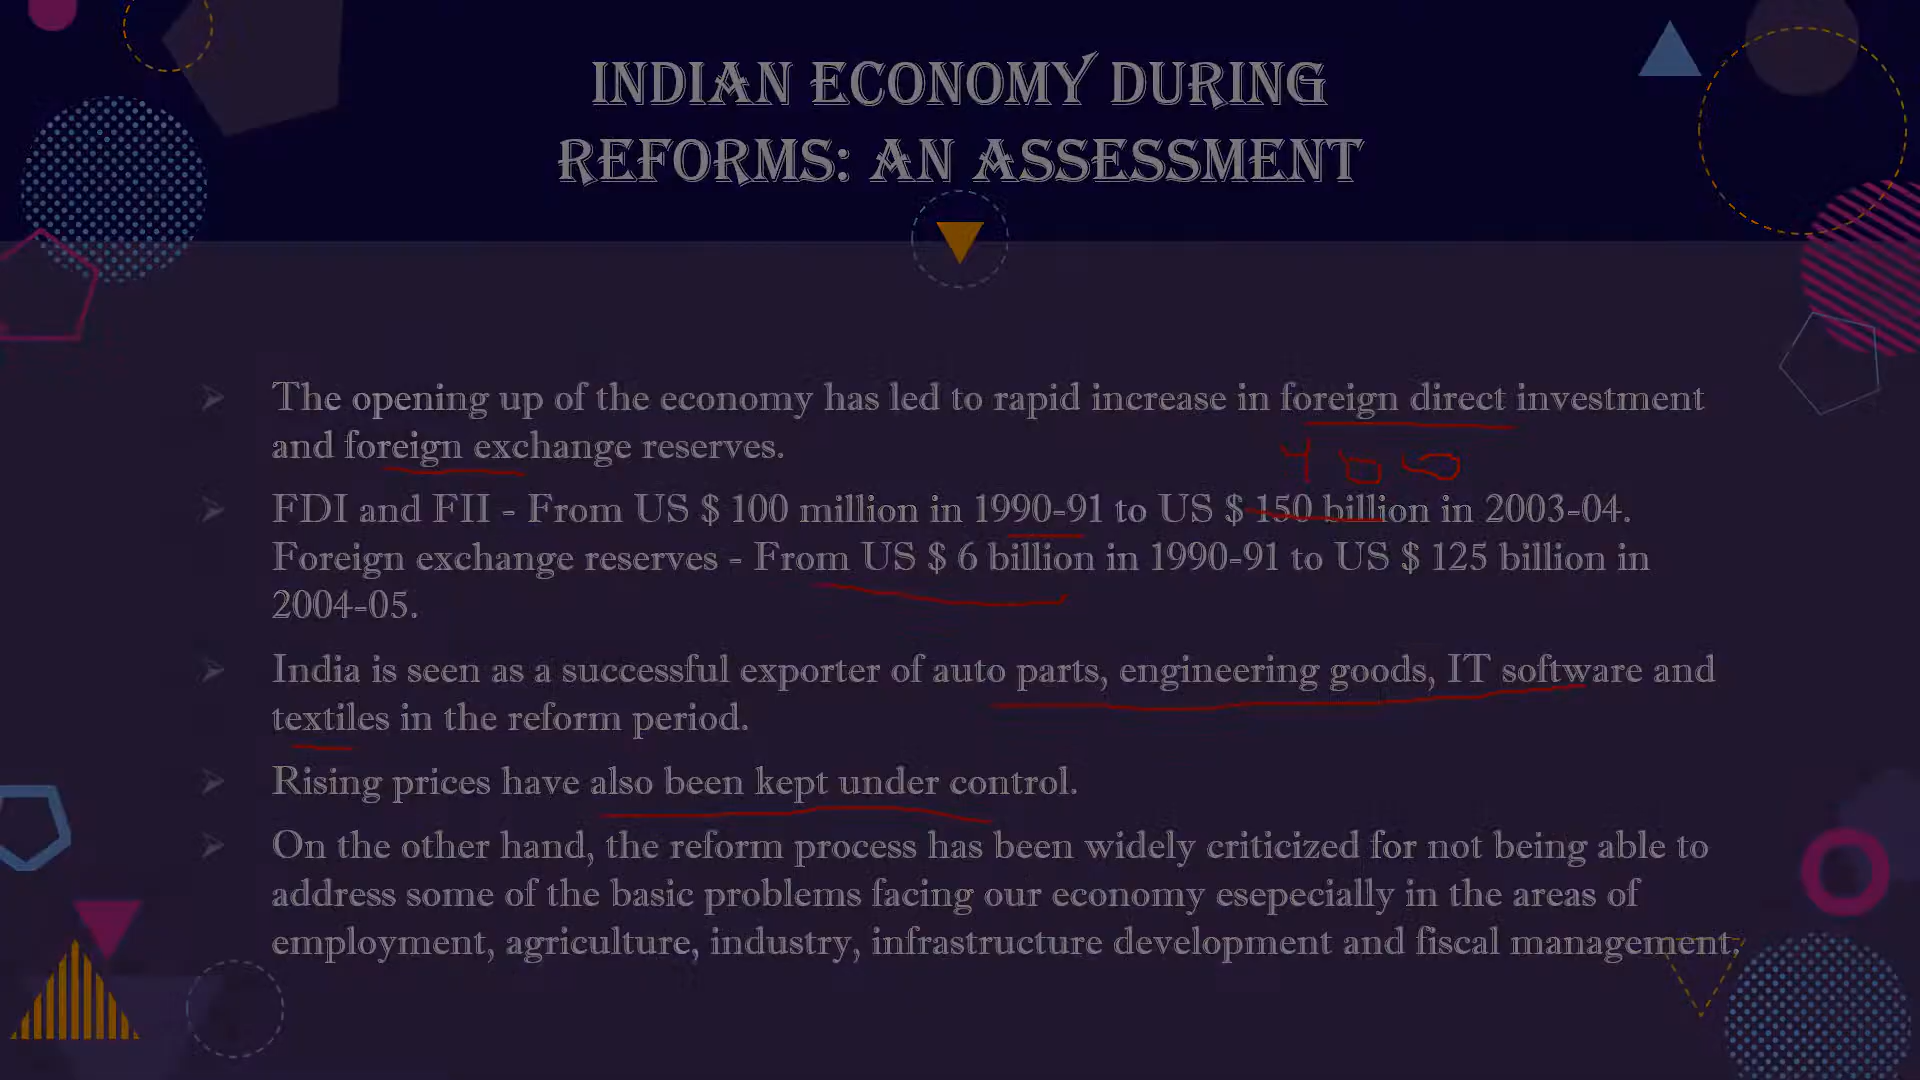 INDIAN ECONOMY DURING
REFORMS: AN ASSESSMENT
The opening up of the economy has led to rapid increase in foreign direct investment
and foreign exchange reserves.
400
FDI and FII - From US $ 100 million in 1990-91 to US $ 150 billion in 2003-04.
Foreign exchange reserves - From US $ 6 billion in 1990-91 to US $ 125 billion in
2004-05.
India is seen as a successful exporter of auto parts, engineering goods, IT software and
textiles in the reform period.
Rising prices have also been kept under control.
On the other hand, the reform process has been widely criticized for not being able to
address some of the basic problems facing our economy esepecially in the areas of
employment, agriculture, industry, infrastructure development and fiscal management.